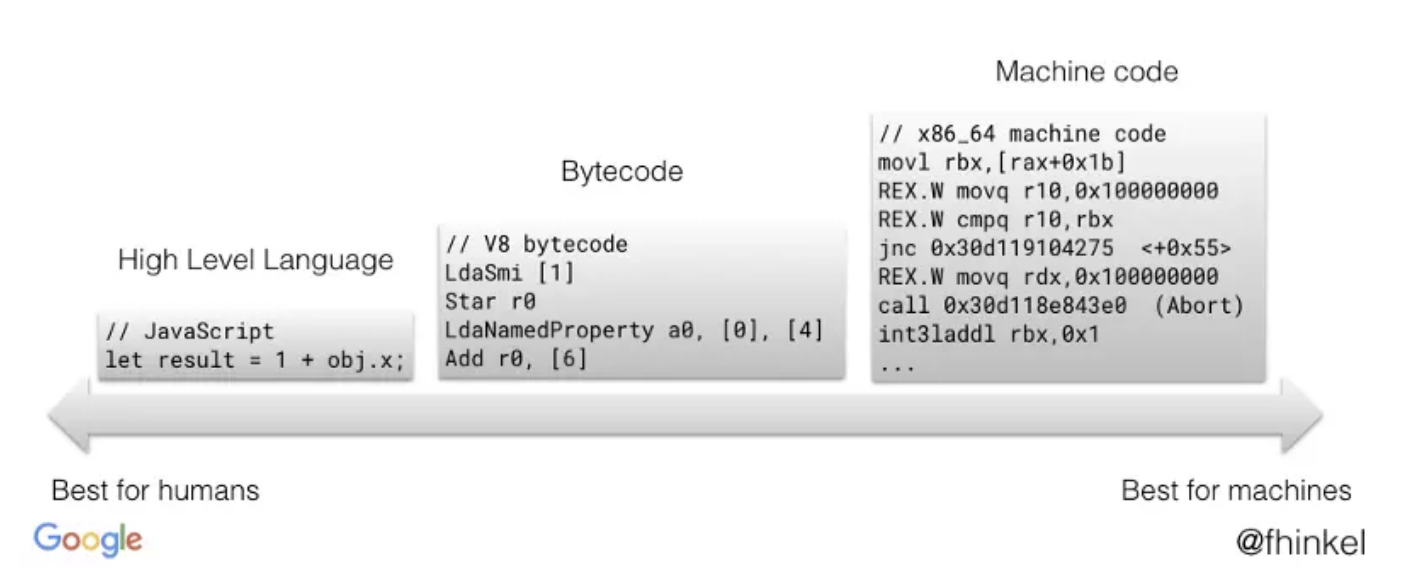 Machine code
// x86_64 machine code
movl rbx,[rax+0x1b]
REX.W movq r10,0x100000000
REX.W cmpq r10,rbx
jnc 0x30d119104275 <+0x55>
REX.W movq rdx,0x100000000
call 0x30d118e843e0 (Abort)
int3laddl rbx,0x1
...
Bytecode
// V8 bytecode
LdaSmi [1]
Star r0
LdaNamedProperty a0, [0], [4]
Add r0, [6]
High Level Language
// JavaScript
let result = 1 + obj.x;
Best for humans
Best for machines
Google
@fhinkel